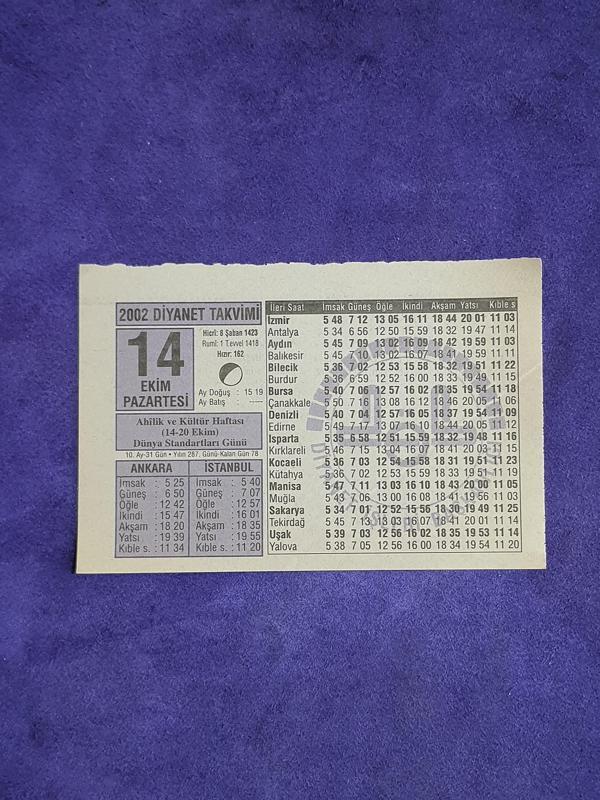 2002 DİYANET TAKVİMİ
14
EKİM
PAZARTESİ
Hicrî: 8 Şaban 1423
Rumî: 1 T.evvel 1418
Hızır: 162
Ay Doğuş : 15 19
Ay Batış : -----
Ahîlik ve Kültür Haftası
(14-20 Ekim)
Dünya Standartları Günü
10. Ay-31 Gün • Yılın 287. Günü-Kalan Gün 78
ANKARA
İmsak : 5 25
Güneş : 6 50
Öğle : 12 42
İkindi : 15 47
Akşam : 18 20
Yatsı : 19 39
Kıble s. : 11 34
İSTANBUL
İmsak : 5 40
Güneş : 7 07
Öğle : 12 57
İkindi : 16 01
Akşam : 18 35
Yatsı : 19 55
Kıble s. : 11 20
İleri Saat İmsak Güneş Öğle İkindi Akşam Yatsı Kıble s
İzmir 5 48 7 12 13 05 16 11 18 44 20 01 11 03
Antalya 5 34 6 56 12 50 15 59 18 32 19 47 11 14
Aydın 5 45 7 09 13 02 16 09 18 42 19 59 11 03
Balıkesir 5 45 7 10 13 02 16 07 18 41 19 59 11 11
Bilecik 5 36 7 02 12 53 15 58 18 32 19 51 11 22
Burdur 5 36 6 59 12 52 16 00 18 33 19 49 11 15
Bursa 5 40 7 06 12 57 16 02 18 35 19 54 11 18
Çanakkale 5 50 7 16 13 08 16 12 18 46 20 05 11 06
Denizli 5 40 7 04 12 57 16 05 18 37 19 54 11 09
Edirne 5 49 7 17 13 07 16 10 18 44 20 05 11 06
Isparta 5 35 6 58 12 51 15 59 18 32 19 48 11 16
Kırklareli 5 46 7 15 13 04 16 07 18 41 20 03 11 15
Kocaeli 5 36 7 03 12 54 15 58 18 31 19 51 11 23
Kütahya 5 36 7 02 12 53 15 59 18 33 19 51 11 19
Manisa 5 47 7 11 13 03 16 10 18 43 20 00 11 05
Muğla 5 43 7 06 13 00 16 08 18 41 19 56 11 03
Sakarya 5 34 7 01 12 52 15 56 18 30 19 49 11 25
Tekirdağ 5 45 7 13 13 03 16 07 18 41 20 01 11 14
Uşak 5 39 7 03 12 56 16 02 18 35 19 53 11 14
Yalova 5 38 7 05 12 56 16 00 18 34 19 54 11 20